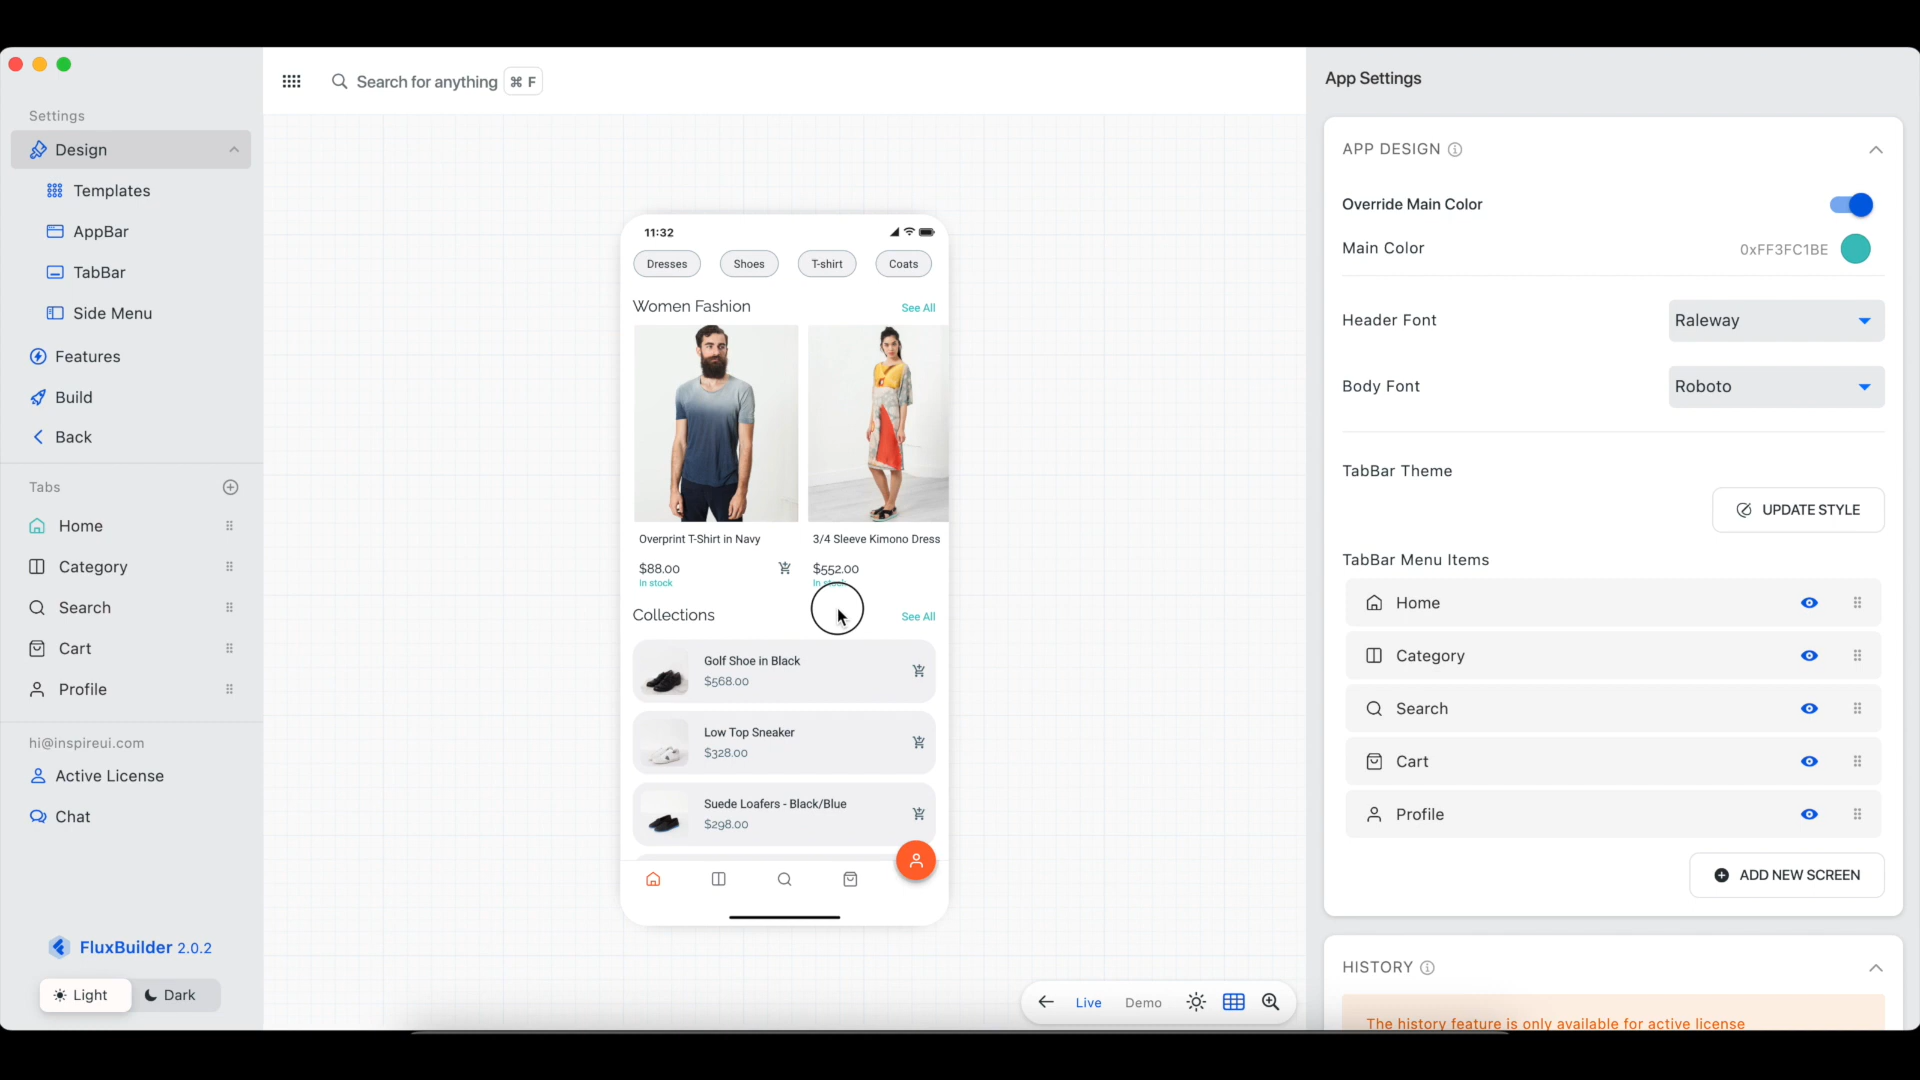 Settings
Design
Templates
AppBar
TabBar
Side Menu
Features
Build
Back
Tabs
Home
Category
Search
Cart
Profile
hi@inspireui.com
Active License
Chat
FluxBuilder 2.0.2
Light
Dark
Search for anything ⌘ F
11:32
Dresses
Shoes
T-shirt
Coats
Women Fashion
See All
Overprint T-Shirt in Navy
$88.00
In stock
3/4 Sleeve Kimono Dress
$552.00
In stock
Collections
See All
Golf Shoe in Black
$568.00
Low Top Sneaker
$328.00
Suede Loafers - Black/Blue
$298.00
Live
Demo
App Settings
APP DESIGN
Override Main Color
Main Color
0xFF3FC1BE
Header Font
Raleway
Body Font
Roboto
TabBar Theme
UPDATE STYLE
TabBar Menu Items
Home
Category
Search
Cart
Profile
ADD NEW SCREEN
HISTORY
The history feature is only available for active license